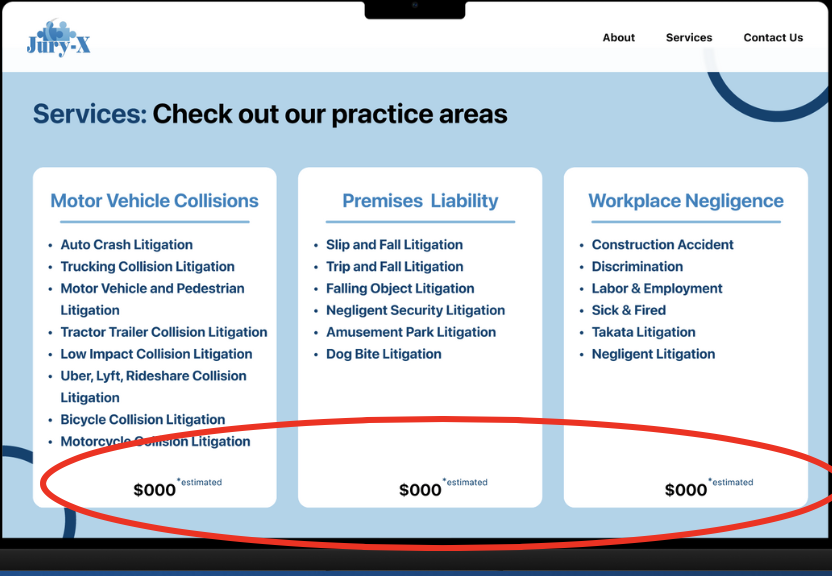 Jury-X
About Services Contact Us
Services: Check out our practice areas
Motor Vehicle Collisions
• Auto Crash Litigation
• Trucking Collision Litigation
• Motor Vehicle and Pedestrian
Litigation
• Tractor Trailer Collision Litigation
• Low Impact Collision Litigation
• Uber, Lyft, Rideshare Collision
Litigation
• Bicycle Collision Litigation
• Motorcycle Collision Litigation
$000*estimated
Premises Liability
• Slip and Fall Litigation
• Trip and Fall Litigation
• Falling Object Litigation
• Negligent Security Litigation
• Amusement Park Litigation
• Dog Bite Litigation
$000*estimated
Workplace Negligence
• Construction Accident
• Discrimination
• Labor & Employment
• Sick & Fired
• Takata Litigation
• Negligent Litigation
$000*estimated